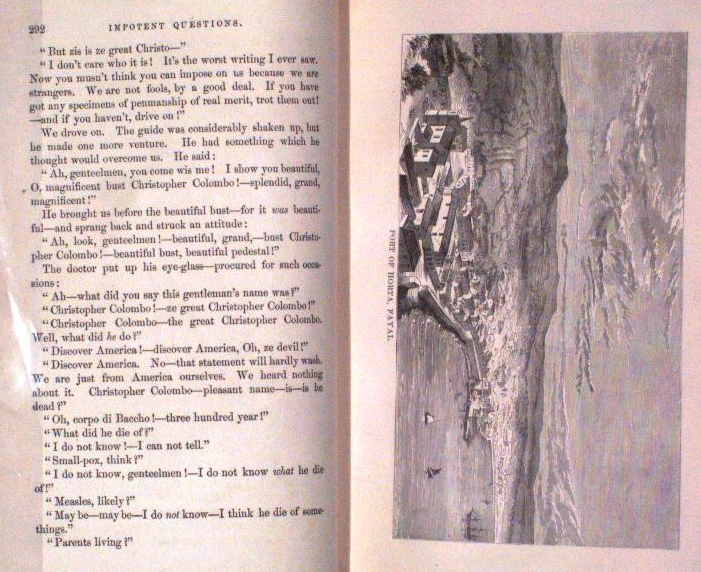 292
IMPOTENT QUESTIONS.
" But zis is ze great Christo—"
" I don't care who it is! It's the worst writing I ever saw.
Now you musn't think you can impose on us because we are
strangers. We are not fools, by a good deal. If you have
got any specimens of penmanship of real merit, trot them out!
—and if you haven't, drive on!"
We drove on. The guide was considerably shaken up, but
he made one more venture. He had something which he
thought would overcome us. He said:
" Ah, genteelmen, you come wis me! I show you beautiful,
O, magnificent bust Christopher Colombo!—splendid, grand,
magnificent!"
He brought us before the beautiful bust—for it was beauti-
ful—and sprang back and struck an attitude:
" Ah, look, genteelmen!—beautiful, grand,—bust Christo-
pher Colombo!—beautiful bust, beautiful pedestal!"
The doctor put up his eye-glass—procured for such occa-
sions:
" Ah—what did you say this gentleman's name was?"
" Christopher Colombo!—ze great Christopher Colombo!"
" Christopher Colombo—the great Christopher Colombo.
Well, what did he do?"
" Discover America!—discover America, Oh, ze devil!"
" Discover America. No—that statement will hardly wash.
We are just from America ourselves. We heard nothing
about it. Christopher Colombo—pleasant name—is—is he
dead?"
" Oh, corpo di Baccho!—three hundred year!"
" What did he die of?"
" I do not know!—I can not tell."
" Small-pox, think?"
" I do not know, genteelmen!—I do not know what he die
of!"
" Measles, likely?"
" May be—may be—I do not know—I think he die of some-
things."
" Parents living?"
PORT OF HORTA, FAYAL.